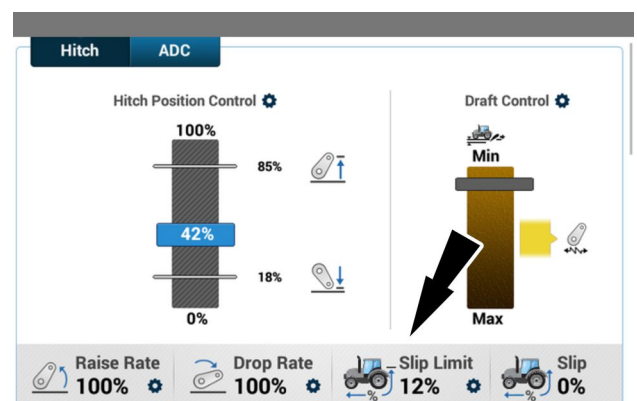 Hitch ADC
Hitch Position Control
100%
85%
42%
18%
0%
Draft Control
Min
Max
Raise Rate
100%
Drop Rate
100%
Slip Limit
12%
%
Slip
0%
%